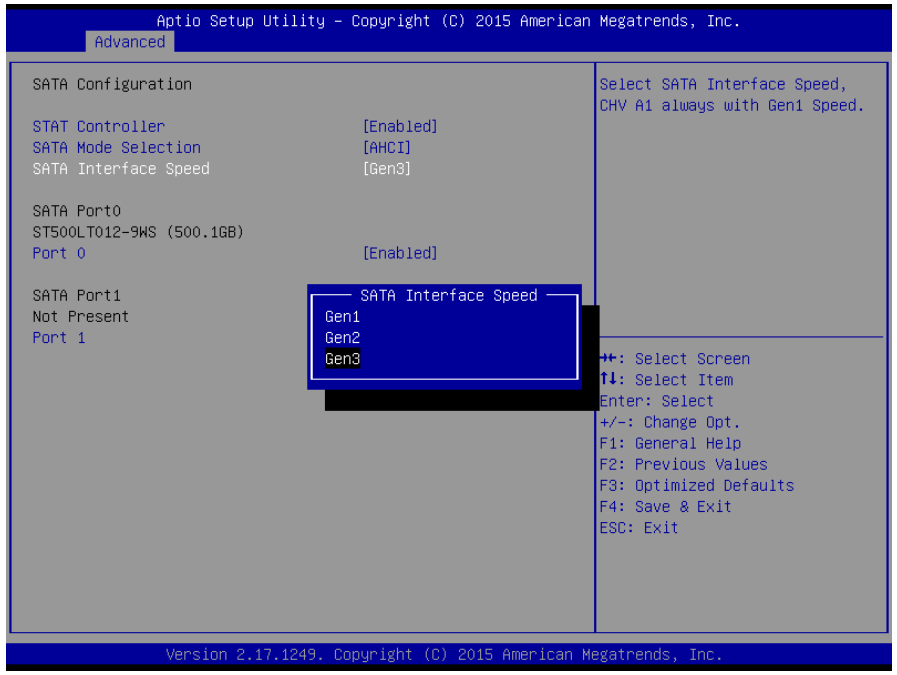 Aptio Setup Utility – Copyright (C) 2015 American Megatrends, Inc.
Advanced
SATA Configuration
STAT Controller [Enabled]
SATA Mode Selection [AHCI]
SATA Interface Speed [Gen3]
SATA Port0
ST500LT012-9WS (500.1GB)
Port 0 [Enabled]
SATA Port1
Not Present
Port 1
SATA Interface Speed
Gen1
Gen2
Gen3
Select SATA Interface Speed,
CHV A1 always with Gen1 Speed.
→←: Select Screen
↑↓: Select Item
Enter: Select
+/-: Change Opt.
F1: General Help
F2: Previous Values
F3: Optimized Defaults
F4: Save & Exit
ESC: Exit
Version 2.17.1249. Copyright (C) 2015 American Megatrends, Inc.